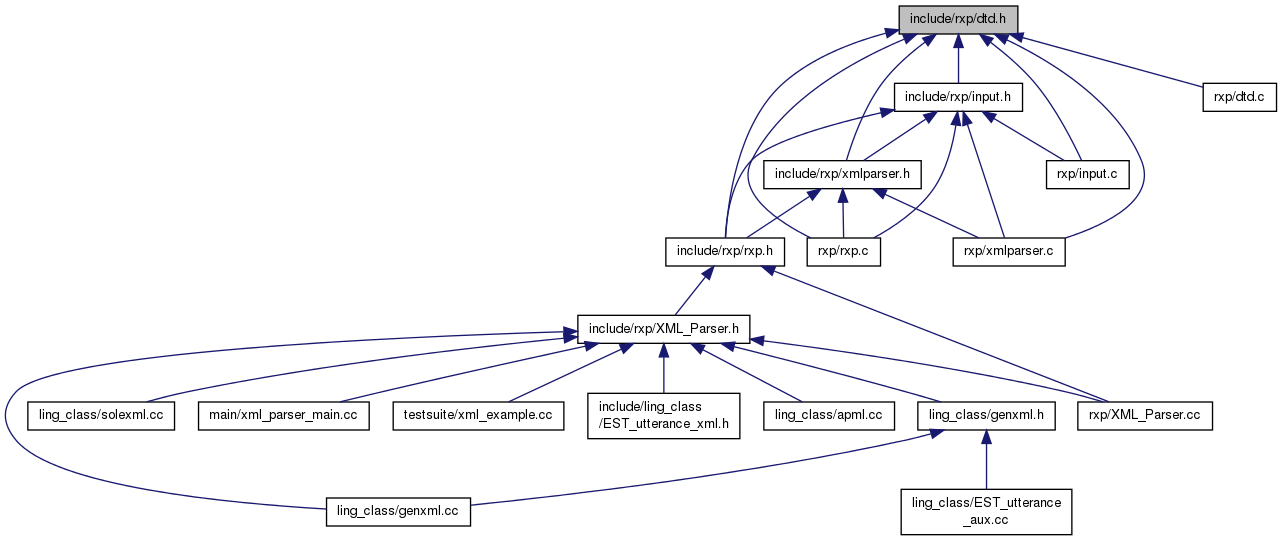 include/rxp/dtd.h
include/rxp/input.h
rxp/dtd.c
include/rxp/xmlparser.h
rxp/input.c
include/rxp/rxp.h
rxp/rxp.c
rxp/xmlparser.c
include/rxp/XML_Parser.h
ling_class/solexml.cc
main/xml_parser_main.cc
testsuite/xml_example.cc
include/ling_class
/EST_utterance_xml.h
ling_class/apml.cc
ling_class/genxml.h
rxp/XML_Parser.cc
ling_class/genxml.cc
ling_class/EST_utterance
_aux.cc